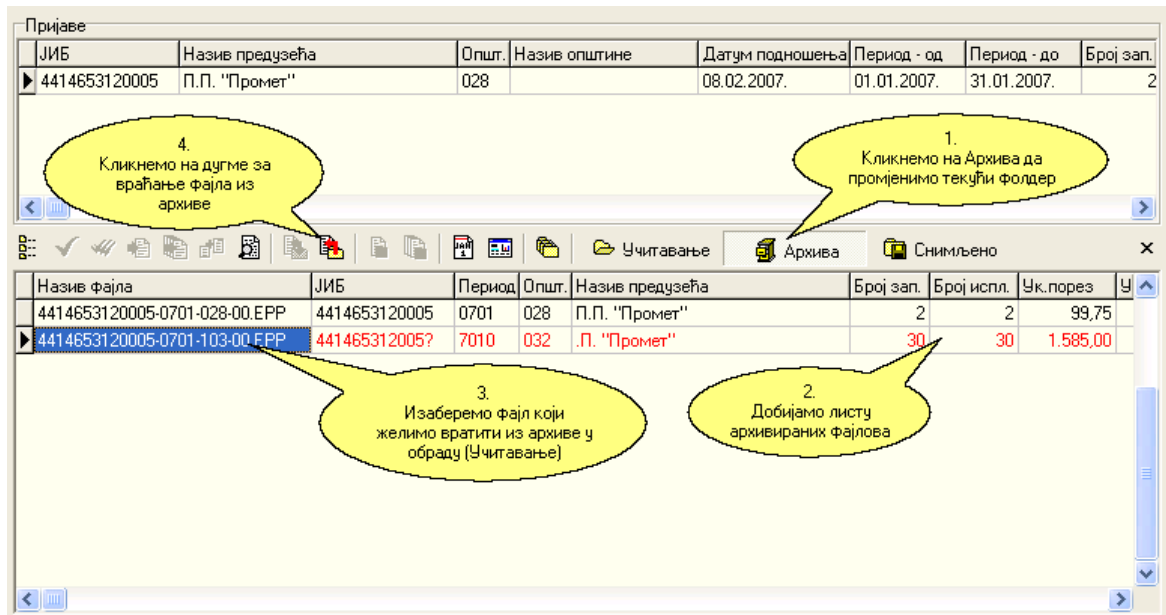 Пријаве
ЈИБ Назив предузећа Општ. Назив општине Датум подношења Период - од Период - до Број зап.
4414653120005 П.П. "Промет" 028 08.02.2007. 01.01.2007. 31.01.2007. 2
4.
Кликнемо на дугме за
враћање фајла из
архиве
1.
Кликнемо на Архива да
промјенимо текући фолдер
Учитавање Архива Снимљено
Назив фајла ЈИБ Период Општ. Назив предузећа Број зап. Број испл. Ук.порез У
4414653120005-0701-028-00.EPP 4414653120005 0701 028 П.П. "Промет" 2 2 99,75
4414653120005-0701-103-00.EPP 441465312005? 7010 032 .П. "Промет" 30 30 1.585,00
3.
Изаберемо фајл који
желимо вратити из архиве у
обраду (Учитавање)
2.
Добијамо листу
архивираних фајлова